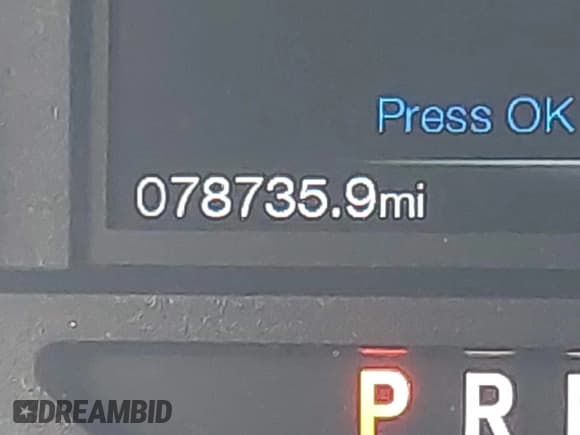 Press OK
078735.9mi
P R
DREAMBID